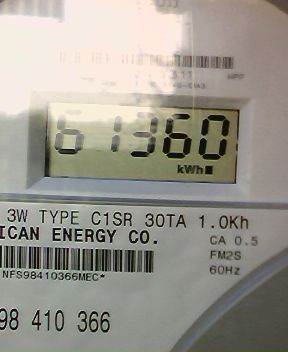 61360
kWh
3W TYPE C1SR 30TA 1.0Kh
ICAN ENERGY CO.
CA 0.5
FM2S
60Hz
NFS98410366MEC*
98 410 366